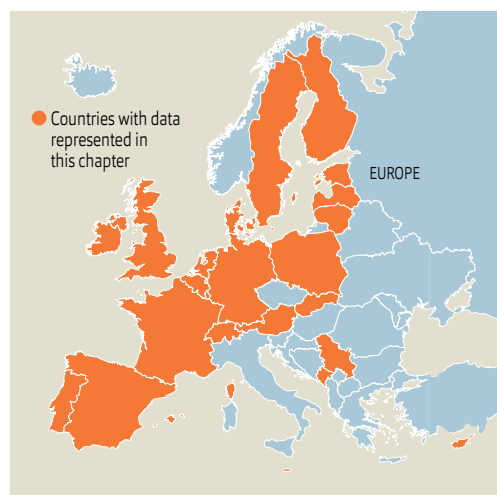 Countries with data
represented in
this chapter
EUROPE